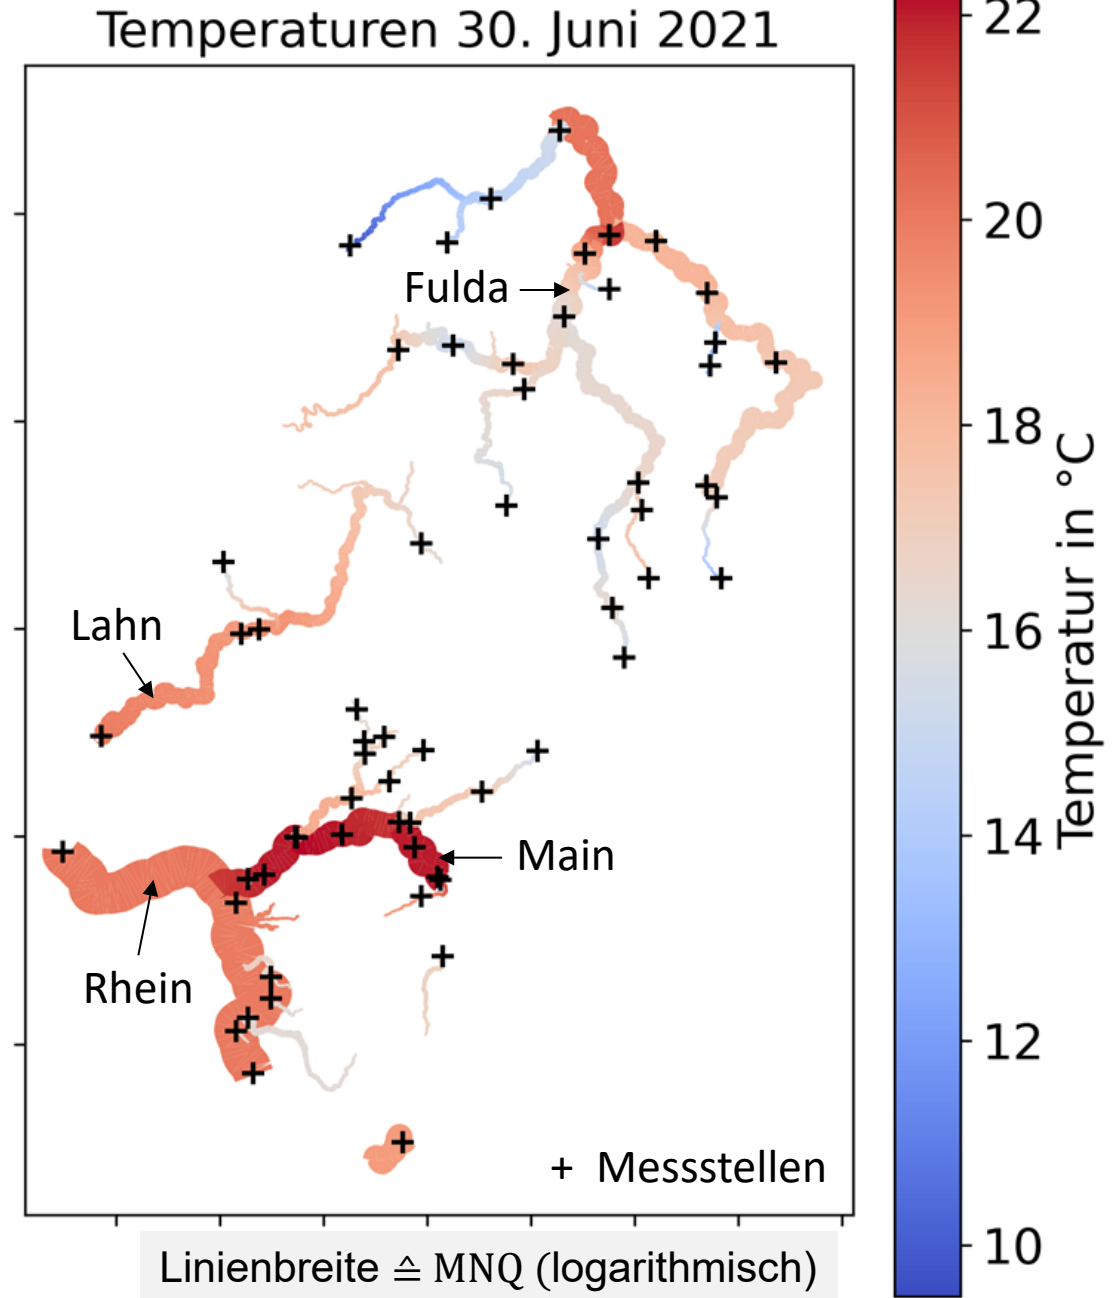 Temperaturen 30. Juni 2021
22
20
18
16
14
12
10
Temperatur in °C
Fulda
Lahn
Main
Rhein
+ Messstellen
Linienbreite ≙ MNQ (logarithmisch)